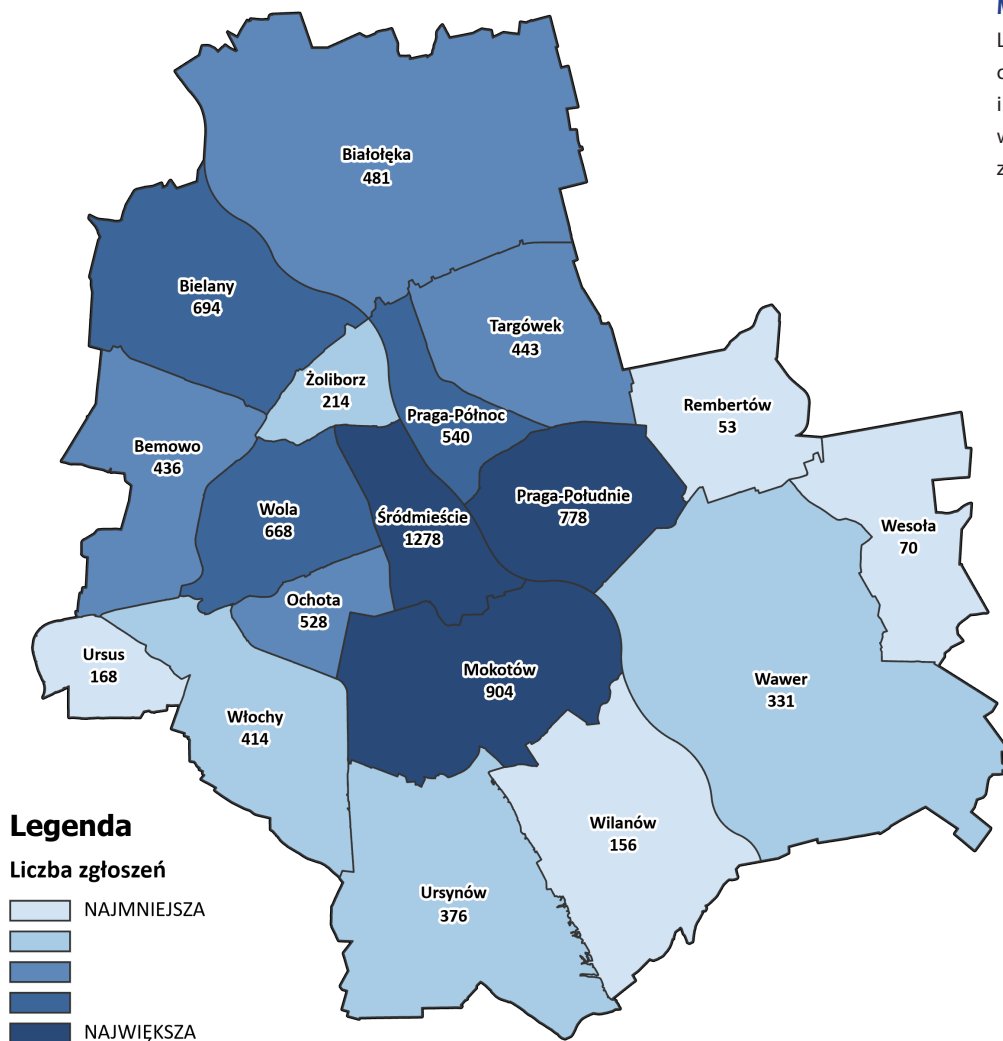 M
L
o
i
w
z
Białołęka
481
Bielany
694
Targówek
443
Żoliborz
214
Rembertów
53
Praga-Północ
540
Bemowo
436
Praga-Południe
778
Wola
668
Śródmieście
1278
Wesoła
70
Ochota
528
Ursus
168
Mokotów
904
Wawer
331
Włochy
414
Wilanów
156
Ursynów
376
Legenda
Liczba zgłoszeń
NAJMNIEJSZA
NAJWIĘKSZA